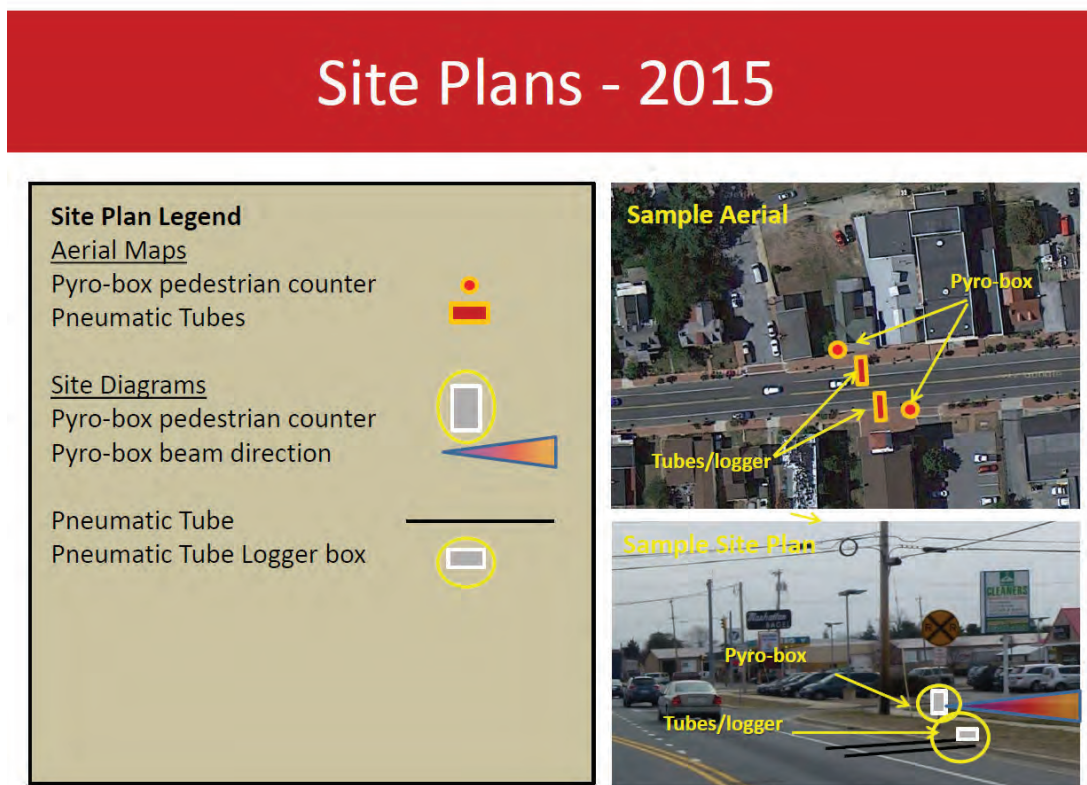 Site Plans - 2015
Site Plan Legend
Aerial Maps
Pyro-box pedestrian counter
Pneumatic Tubes
Site Diagrams
Pyro-box pedestrian counter
Pyro-box beam direction
Pneumatic Tube
Pneumatic Tube Logger box
Sample Aerial
Pyro-box
Tubes/logger
Sample Site Plan
Manhattan
BAGEL
CLEANERS
R R
Pyro-box
Tubes/logger